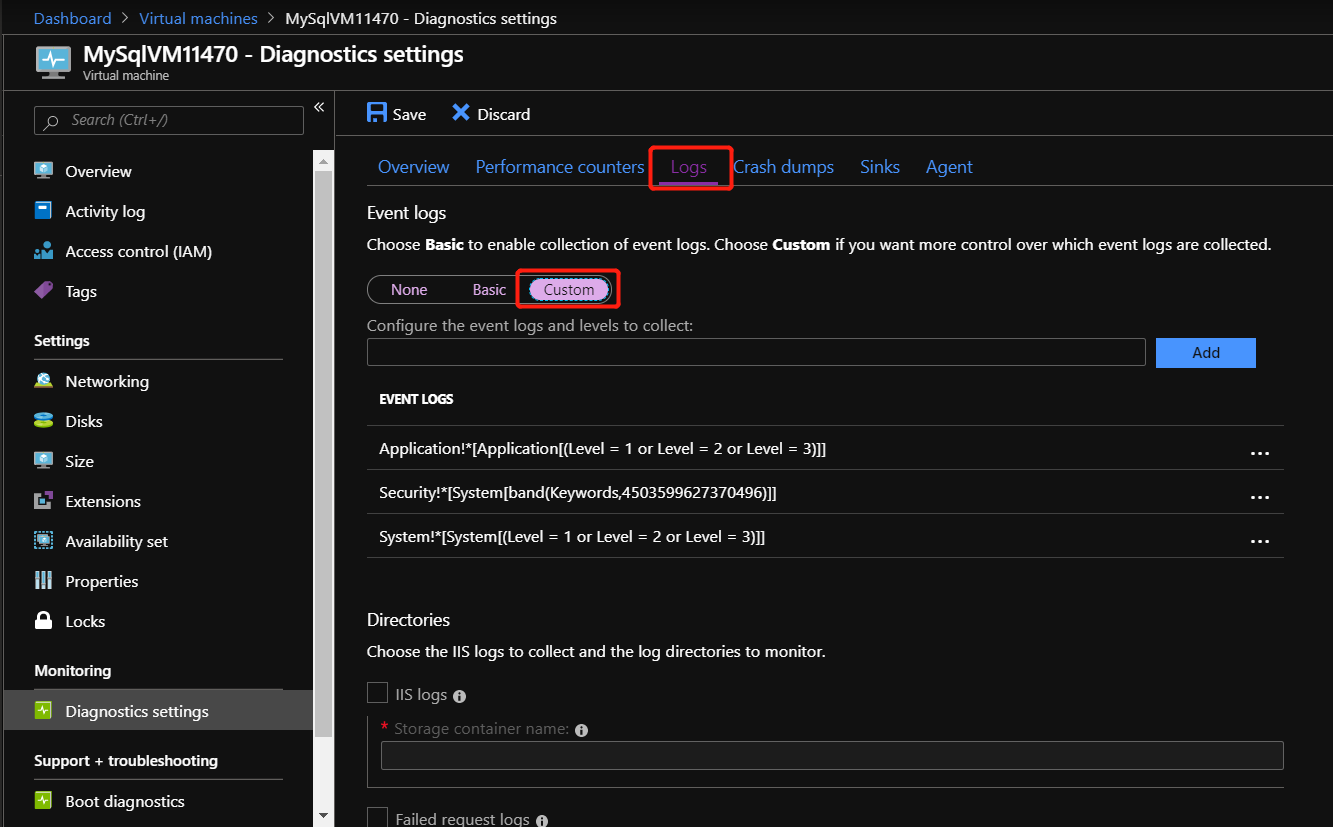 Dashboard > Virtual machines > MySqlVM11470 - Diagnostics settings
MySqlVM11470 - Diagnostics settings
Virtual machine
Search (Ctrl+/)
«
Overview
Activity log
Access control (IAM)
Tags
Settings
Networking
Disks
Size
Extensions
Availability set
Properties
Locks
Monitoring
Diagnostics settings
Support + troubleshooting
Boot diagnostics
Save Discard
Overview Performance counters Logs Crash dumps Sinks Agent
Event logs
Choose Basic to enable collection of event logs. Choose Custom if you want more control over which event logs are collected.
None Basic Custom
Configure the event logs and levels to collect:
Add
EVENT LOGS
Application!*[Application[(Level = 1 or Level = 2 or Level = 3)]] ...
Security!*[System[band(Keywords,4503599627370496)]] ...
System!*[System[(Level = 1 or Level = 2 or Level = 3)]] ...
Directories
Choose the IIS logs to collect and the log directories to monitor.
IIS logs
* Storage container name:
Failed request logs